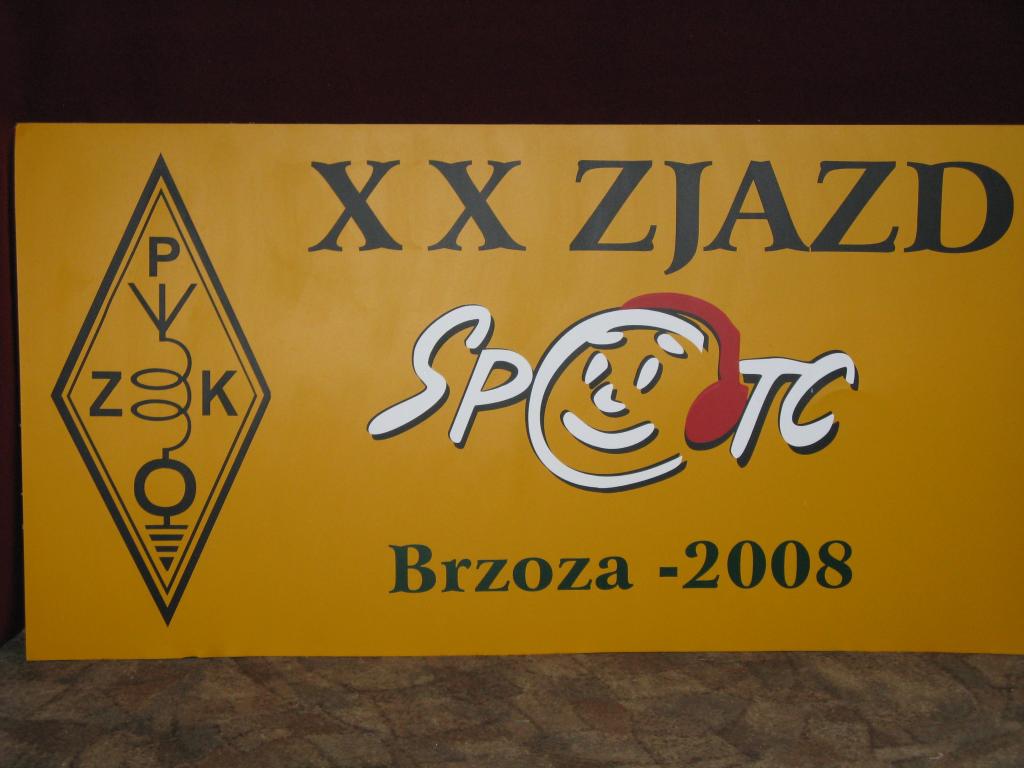 XX ZJAZD
P
Z K
SPOTC
Brzoza -2008